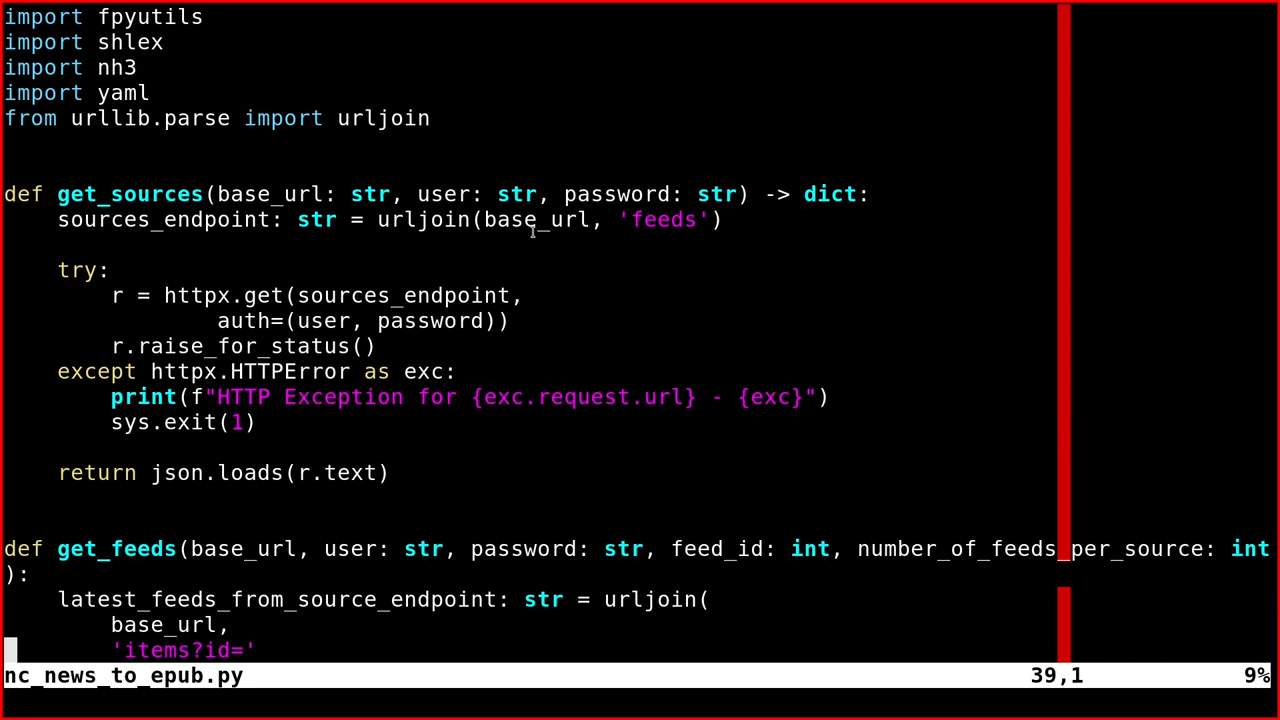 import fpyutils
import shlex
import nh3
import yaml
from urllib.parse import urljoin
def get_sources(base_url: str, user: str, password: str) -> dict:
    sources_endpoint: str = urljoin(base_url, 'feeds')
    try:
        r = httpx.get(sources_endpoint,
                auth=(user, password))
        r.raise_for_status()
    except httpx.HTTPError as exc:
        print(f"HTTP Exception for {exc.request.url} - {exc}")
        sys.exit(1)
    return json.loads(r.text)
def get_feeds(base_url, user: str, password: str, feed_id: int, number_of_feeds_per_source: int
):
    latest_feeds_from_source_endpoint: str = urljoin(
        base_url,
        'items?id='
nc_news_to_epub.py 39,1 9%